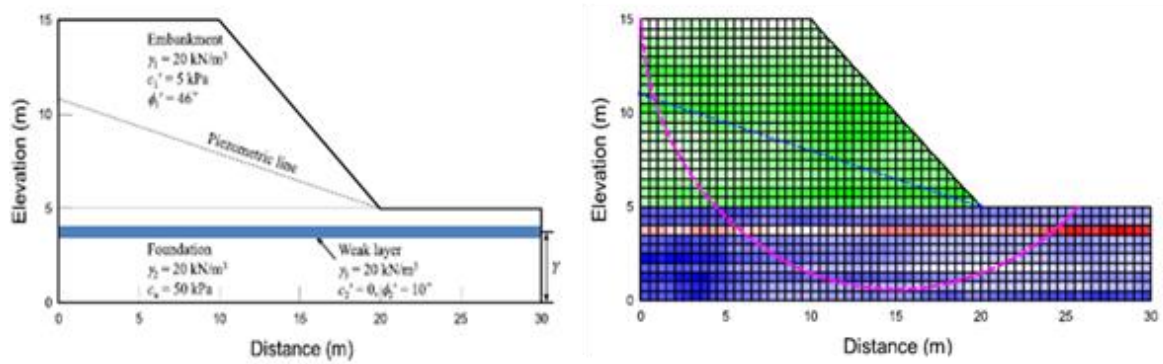 15
10
5
0
Elevation (m)
Embankment
γ₁ = 20 kN/m³
c₁' = 5 kPa
ϕ₁' = 46°
Piezometric line
Foundation
γ₂ = 20 kN/m³
cᵤ = 50 kPa
Weak layer
γ₃ = 20 kN/m³
c₂' = 0, ϕ₂' = 10°
Y
0 5 10 15 20 25 30
Distance (m)
15
10
5
0
Elevation (m)
0 5 10 15 20 25 30
Distance (m)